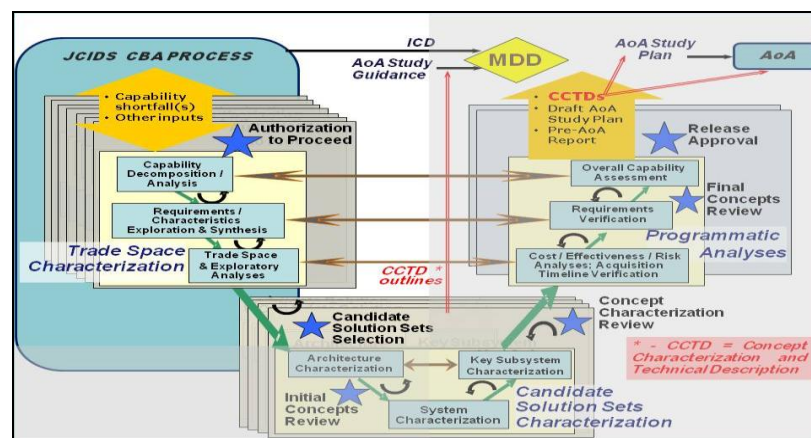 JCIDS CBA PROCESS
ICD
AoA Study
Guidance
MDD
AoA Study
Plan
AoA
• Capability
shortfall(s)
• Other inputs
CCTDs
• Draft AoA
Study Plan
• Pre-AoA
Report
Authorization
to Proceed
Release
Approval
Capability
Decomposition /
Analysis
Overall Capability
Assessment
Requirements /
Characteristics
Exploration & Synthesis
Requirements
Verification
Final
Concepts
Review
Trade Space
Characterization
Trade Space
& Exploratory
Analyses
Cost / Effectiveness / Risk
Analyses; Acquisition
Timeline Verification
Programmatic
Analyses
CCTD *
outlines
Candidate
Solution Sets
Selection
Concept
Characterization
Review
Architecture
Characterization
Key Subsystem
Characterization
* - CCTD = Concept
Characterization and
Technical Description
Initial
Concepts
Review
System
Characterization
Candidate
Solution Sets
Characterization